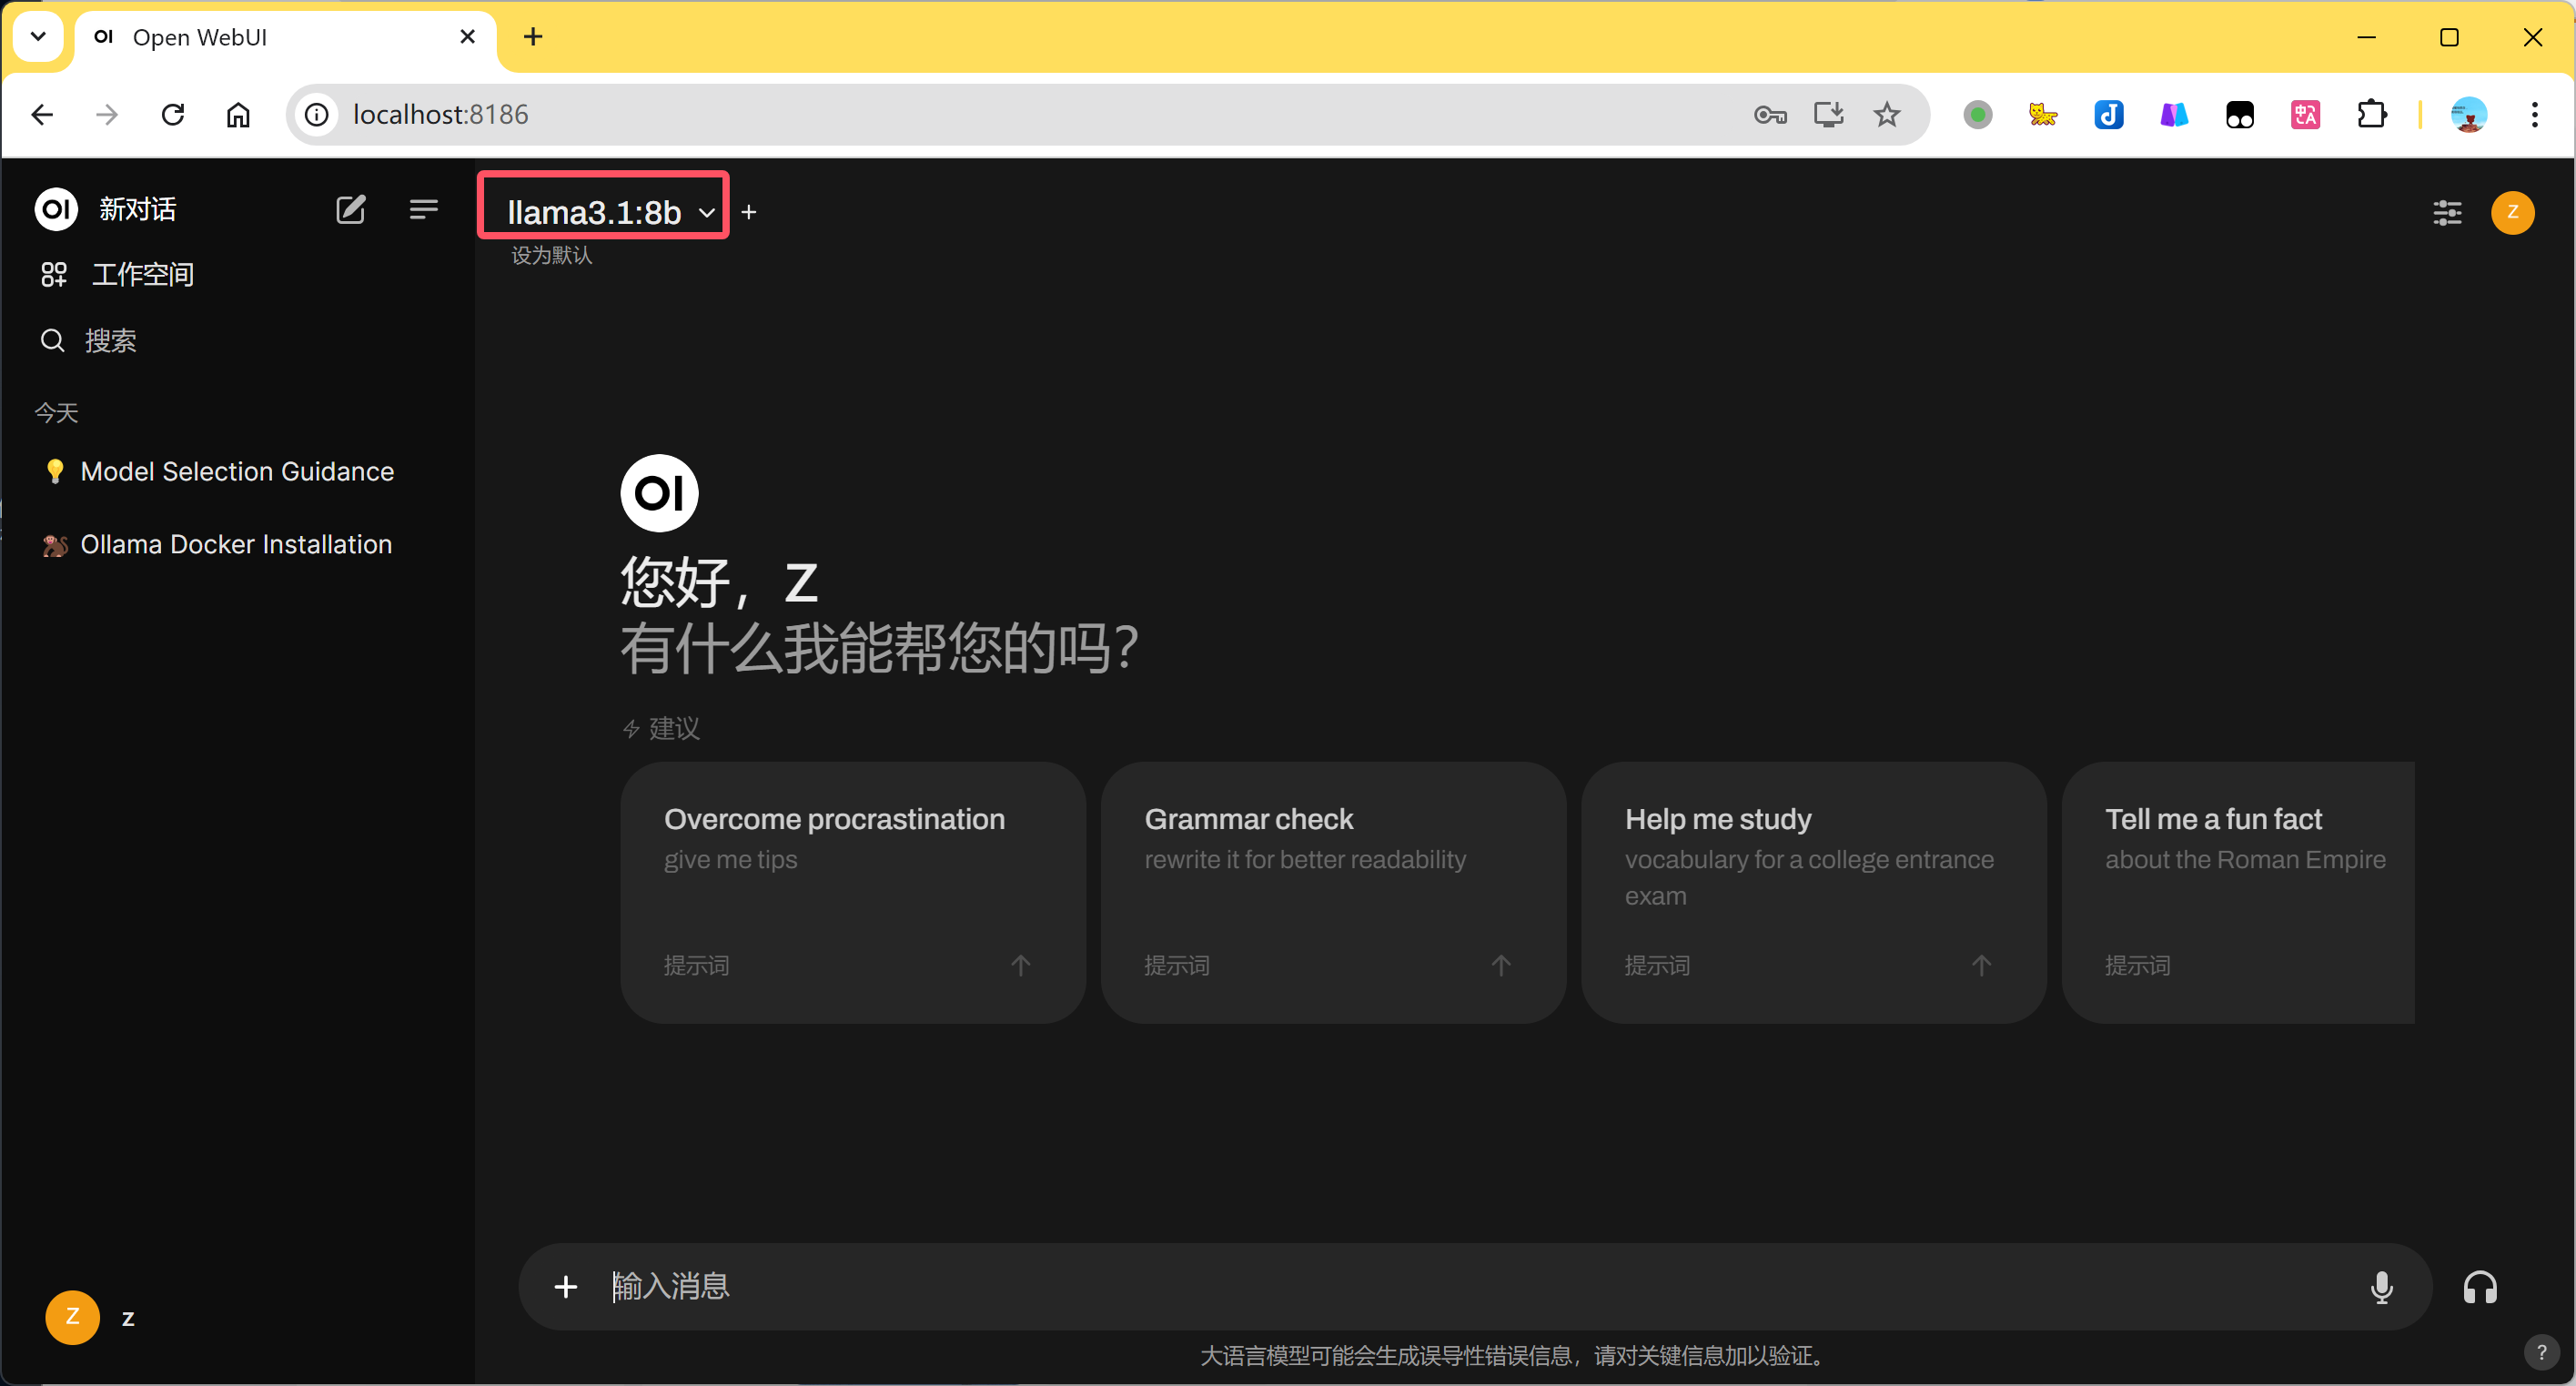 OI Open WebUI
localhost:8186
OI 新对话
工作空间
搜索
今天
Model Selection Guidance
Ollama Docker Installation
Z z
llama3.1:8b
设为默认
Z
OI
您好，Z
有什么我能帮您的吗？
建议
Overcome procrastination
give me tips
提示词
Grammar check
rewrite it for better readability
提示词
Help me study
vocabulary for a college entrance
exam
提示词
Tell me a fun fact
about the Roman Empire
提示词
输入消息
大语言模型可能会生成误导性错误信息，请对关键信息加以验证。
?